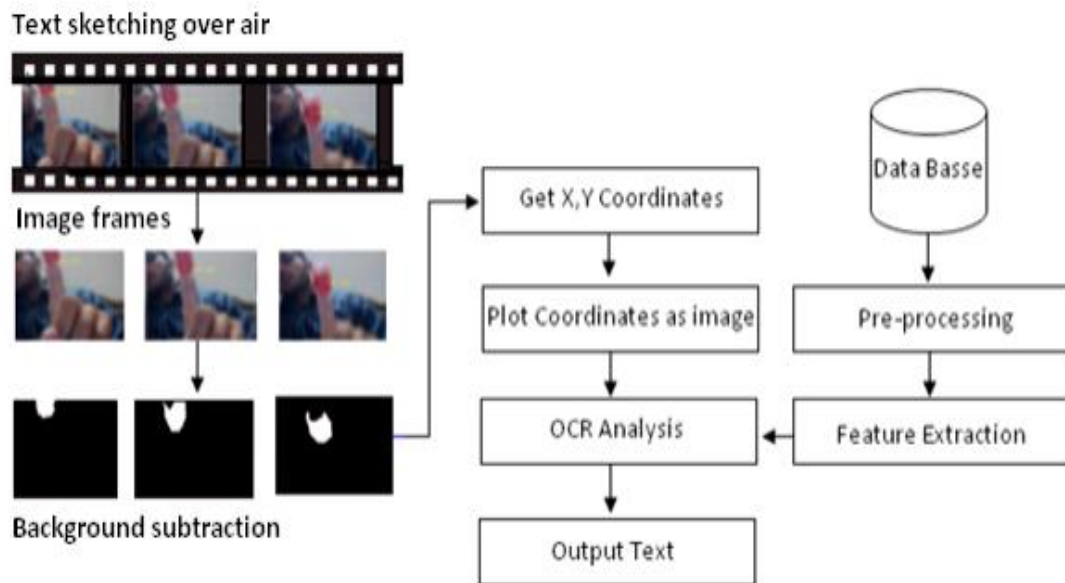 Text sketching over air
Image frames
Background subtraction
Get X,Y Coordinates
Plot Coordinates as image
OCR Analysis
Output Text
Data Basse
Pre-processing
Feature Extraction